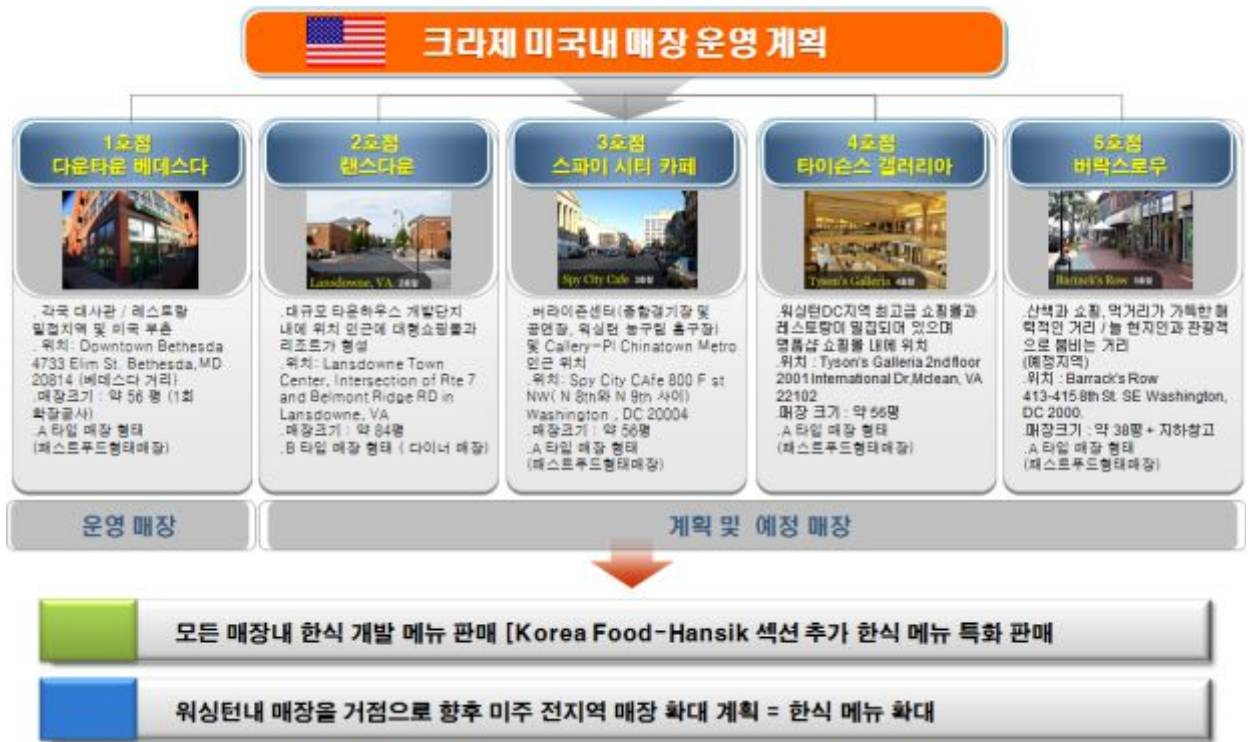 크라제 미국내 매장 운영 계획
1호점
다운타운 베데스다
. 각국 대사관 / 레스토랑
밀접지역 및 미국 부촌
. 위치: Downtown Bethesda
4733 Elim St. Bethesda, MD
20814 (베데스다 거리)
.매장크기 : 약 56 평 (1회
확장공사)
.A 타입 매장 형태
(패스트푸드형태매장)
2호점
랜스다운
Lansdowne, VA 2호점
.대규모 타운하우스 개발단지
내에 위치 인근에 대형쇼핑몰과
리조트가 형성
.위치: Lansdowne Town
Center, Intersection of Rte 7
and Belmont Ridge RD in
Lansdowne, VA
.매장크기 : 약 84평
.B 타입 매장 형태 ( 다이너 매장)
3호점
스파이 시티 카페
Spy City Cafe 3호점
.버라이즌센터(종합경기장 및
공연장, 워싱턴 농구팀 홈구장)
및 Callery-Pl Chinatown Metro
인근 위치
.위치: Spy City CAfe 800 F st
NW( N 8th와 N 9th 사이)
Washington , DC 20004
.매장크기 : 약 56평
.A 타입 매장 형태
(패스트푸드형태매장)
4호점
타이슨스 갤러리아
Tyson's Galleria 4호점
.워싱턴DC지역 최고급 쇼핑몰과
레스토랑이 밀집되어 있으며
명품샵 쇼핑몰 내에 위치
.위치 : Tyson's Galleria 2nd floor
2001 International Dr, Mclean, VA
22102
.매장 크기 : 약 56평
.A 타입 매장 형태
(패스트푸드형태매장)
5호점
버락스로우
Barrack's Row 5호점
.산책과 쇼핑, 먹거리가 가득한 매
력적인 거리 / 늘 현지인과 관광객
으로 붐비는 거리
(예정지역)
.위치 : Barrack's Row
413-415 8th St. SE Washington,
DC 2000.
.매장크기 : 약 38평 + 지하창고
.A 타입 매장 형태
(패스트푸드형태매장)
운영 매장
계획 및 예정 매장
모든 매장내 한식 개발 메뉴 판매 [Korea Food-Hansik 섹션 추가 한식 메뉴 특화 판매
워싱턴내 매장을 거점으로 향후 미주 전지역 매장 확대 계획 = 한식 메뉴 확대